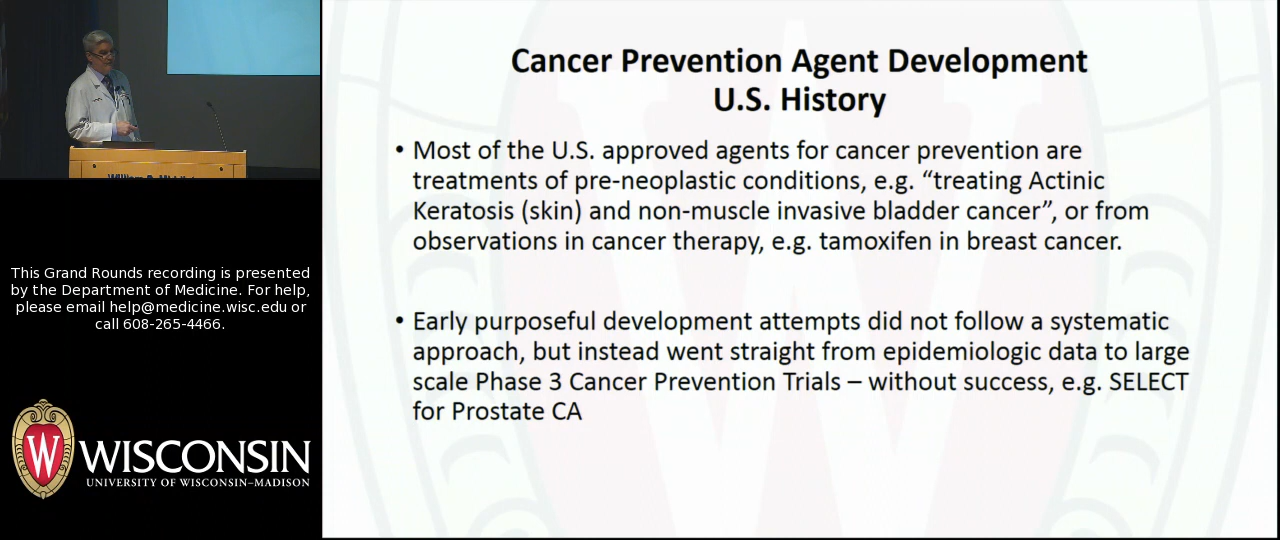 Cancer Prevention Agent Development
U.S. History
• Most of the U.S. approved agents for cancer prevention are
treatments of pre-neoplastic conditions, e.g. “treating Actinic
Keratosis (skin) and non-muscle invasive bladder cancer”, or from
observations in cancer therapy, e.g. tamoxifen in breast cancer.
• Early purposeful development attempts did not follow a systematic
approach, but instead went straight from epidemiologic data to large
scale Phase 3 Cancer Prevention Trials – without success, e.g. SELECT
for Prostate CA
This Grand Rounds recording is presented
by the Department of Medicine. For help,
please email help@medicine.wisc.edu or
call 608-265-4466.
W
WISCONSIN
UNIVERSITY OF WISCONSIN–MADISON